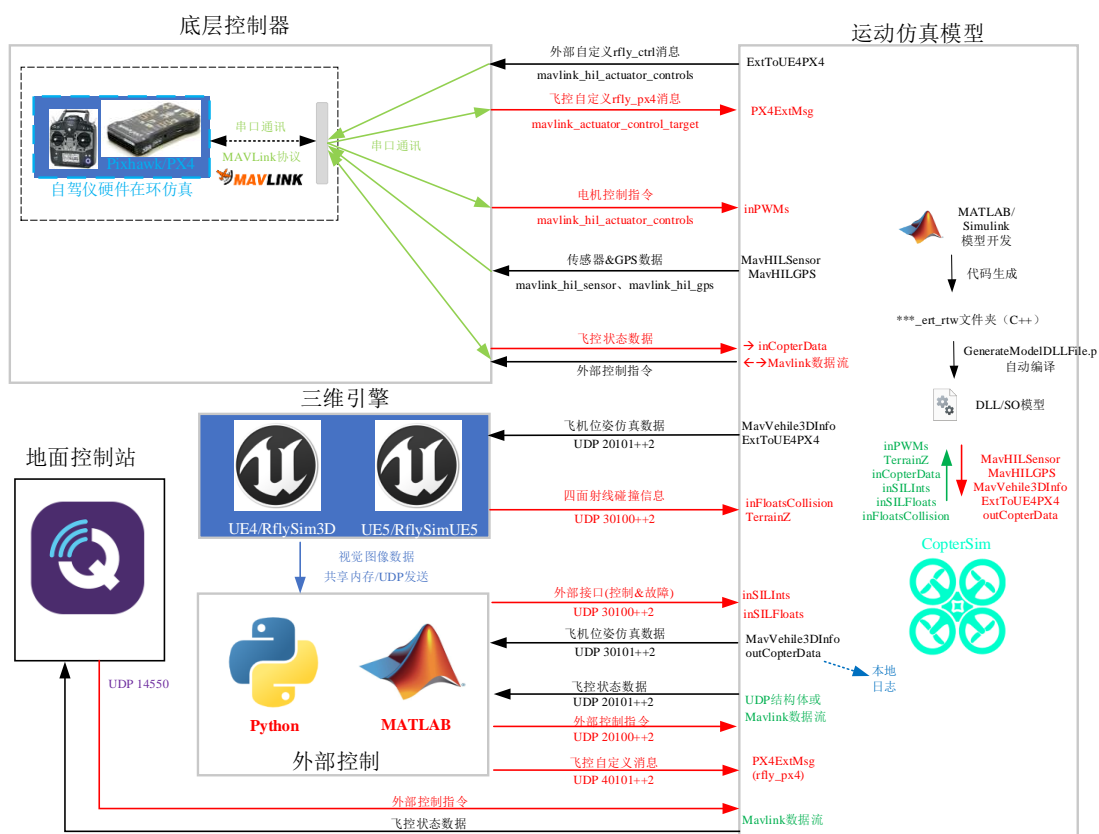 底层控制器
运动仿真模型
外部自定义rfly_ctrl消息
mavlink_hil_actuator_controls
ExtToUE4PX4
飞控自定义rfly_px4消息
mavlink_actuator_control_target
PX4ExtMsg
串口通讯
MAVLink协议
MAVLINK
Pixhawk/PX4
自驾仪硬件在环仿真
串口通讯
电机控制指令
mavlink_hil_actuator_controls
inPWMs
传感器&GPS数据
mavlink_hil_sensor、mavlink_hil_gps
MavHILSensor
MavHILGPS
飞控状态数据
→ inCopterData
←→Mavlink数据流
外部控制指令
MATLAB/
Simulink
模型开发
代码生成
***_ert_rtw文件夹（C++）
GenerateModelDLLFile.p
自动编译
DLL/SO模型
三维引擎
UE4/RflySim3D
UE5/RflySimUE5
飞机位姿仿真数据
UDP 20101++2
MavVehile3DInfo
ExtToUE4PX4
四面射线碰撞信息
UDP 30100++2
inFloatsCollision
TerrainZ
inPWMs
TerrainZ
inCopterData
inSILInts
inSILFloats
inFloatsCollision
MavHILSensor
MavHILGPS
MavVehile3DInfo
ExtToUE4PX4
outCopterData
CopterSim
地面控制站
视觉图像数据
共享内存/UDP发送
外部接口(控制&故障)
UDP 30100++2
inSILInts
inSILFloats
飞机位姿仿真数据
UDP 30101++2
MavVehile3DInfo
outCopterData
本地
日志
飞控状态数据
UDP 20101++2
UDP结构体或
Mavlink数据流
外部控制指令
UDP 20100++2
Python
MATLAB
外部控制
飞控自定义消息
UDP 40101++2
PX4ExtMsg
(rfly_px4)
UDP 14550
外部控制指令
飞控状态数据
Mavlink数据流